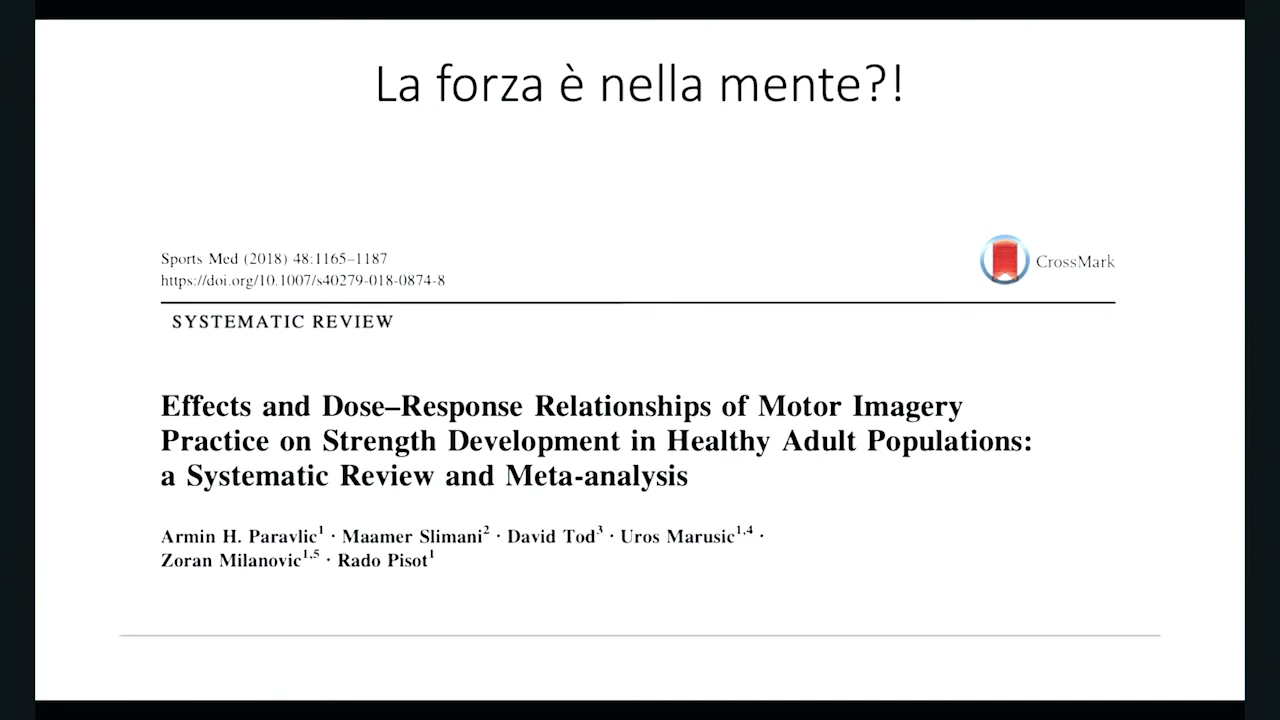 La forza è nella mente?!
Sports Med (2018) 48:1165–1187
https://doi.org/10.1007/s40279-018-0874-8
CrossMark
SYSTEMATIC REVIEW
Effects and Dose–Response Relationships of Motor Imagery
Practice on Strength Development in Healthy Adult Populations:
a Systematic Review and Meta-analysis
Armin H. Paravlic1 · Maamer Slimani2 · David Tod3 · Uros Marusic1,4 ·
Zoran Milanovic1,5 · Rado Pisot1